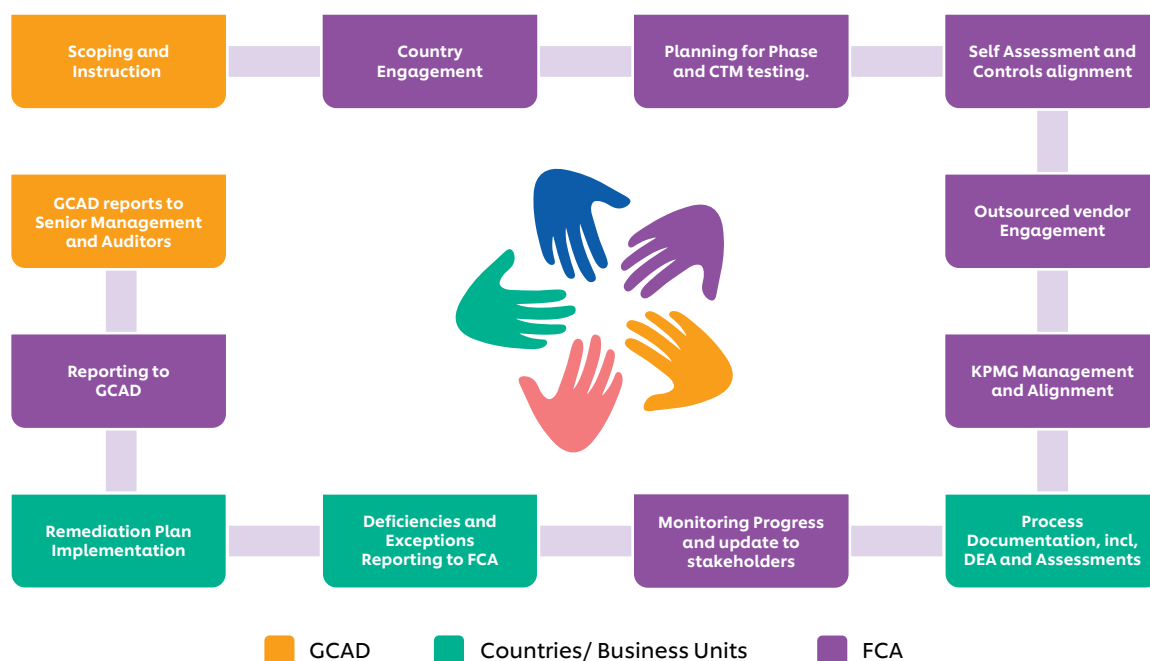 Scoping and
Instruction
Country
Engagement
Planning for Phase
and CTM testing.
Self Assessment and
Controls alignment
GCAD reports to
Senior Management
and Auditors
Outsourced vendor
Engagement
Reporting to
GCAD
KPMG Management
and Alignment
Remediation Plan
Implementation
Deficiencies and
Exceptions
Reporting to FCA
Monitoring Progress
and update to
stakeholders
Process
Documentation, incl,
DEA and Assessments
GCAD
Countries/ Business Units
FCA